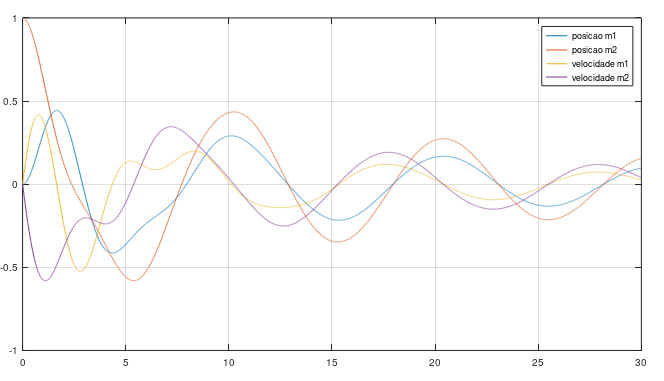 1
0.5
0
-0.5
-1
0 5 10 15 20 25 30
posicao m1
posicao m2
velocidade m1
velocidade m2